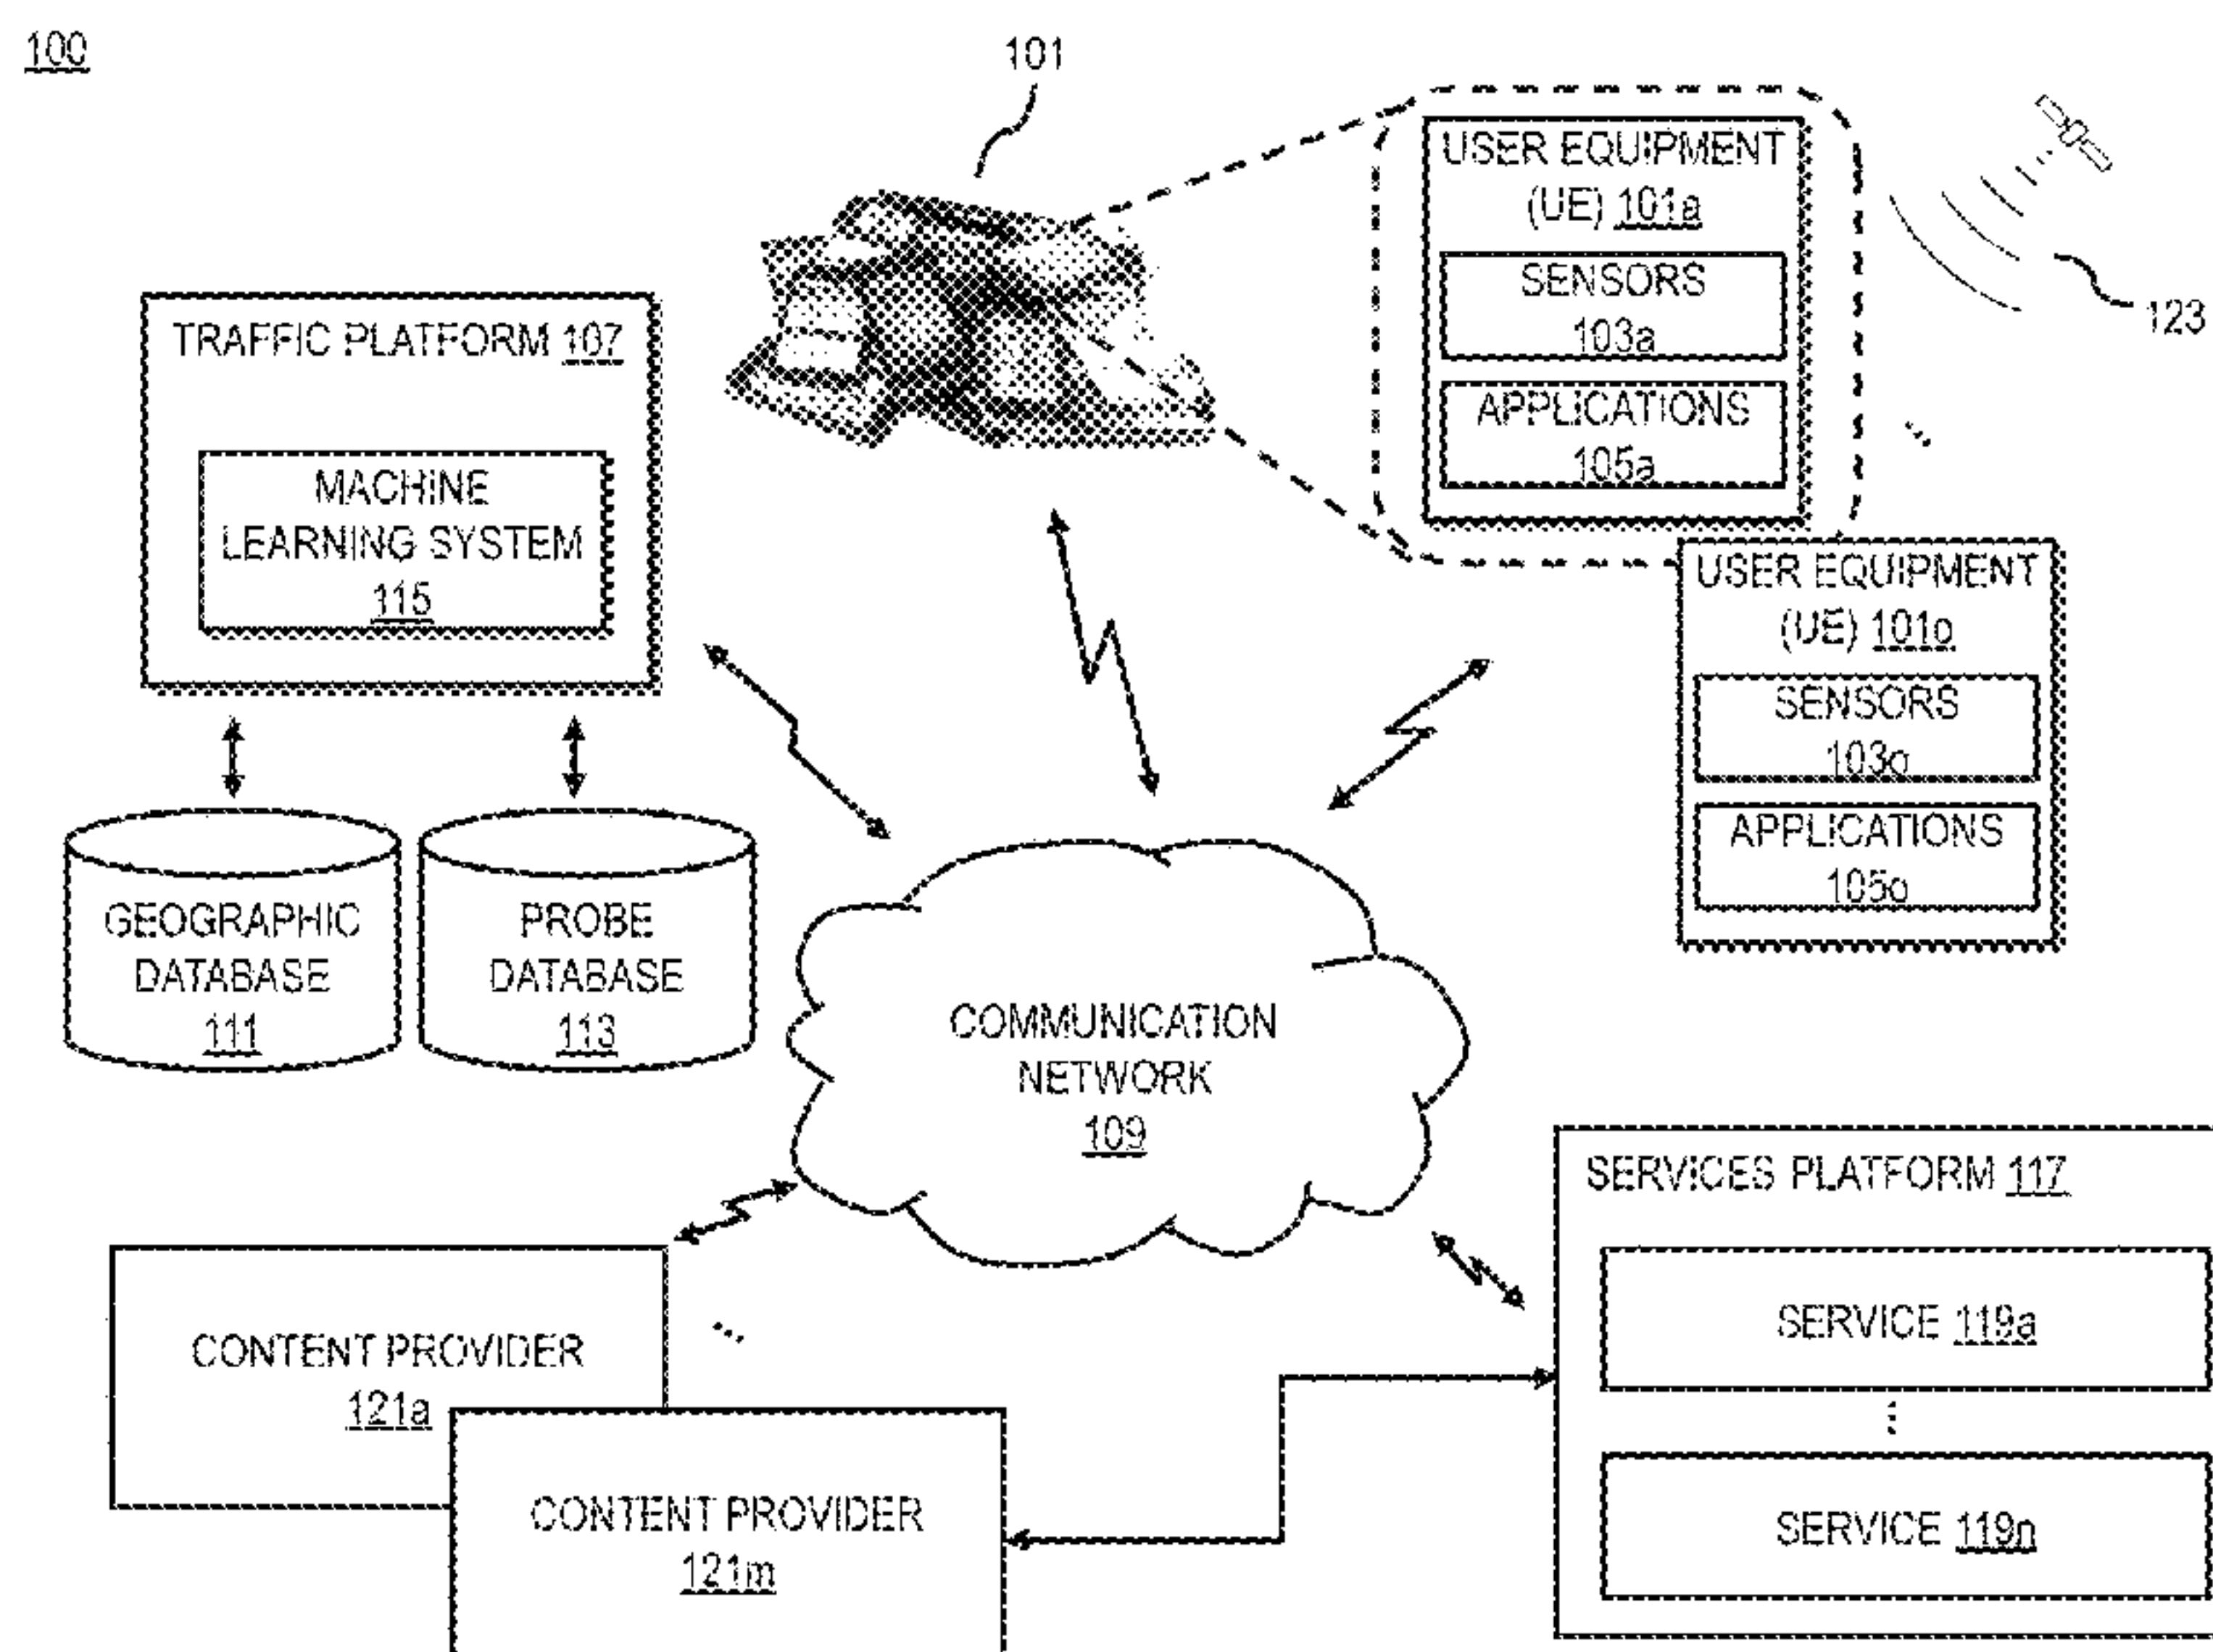 100
101
USER EQUIPMENT
(UE) 101a
SENSORS
103a
APPLICATIONS
105a
123
TRAFFIC PLATFORM 107
MACHINE
LEARNING SYSTEM
115
USER EQUIPMENT
(UE) 101o
SENSORS
103o
APPLICATIONS
105o
GEOGRAPHIC
DATABASE
111
PROBE
DATABASE
113
COMMUNICATION
NETWORK
109
SERVICES PLATFORM 117
SERVICE 119a
SERVICE 119n
CONTENT PROVIDER
121a
CONTENT PROVIDER
121m